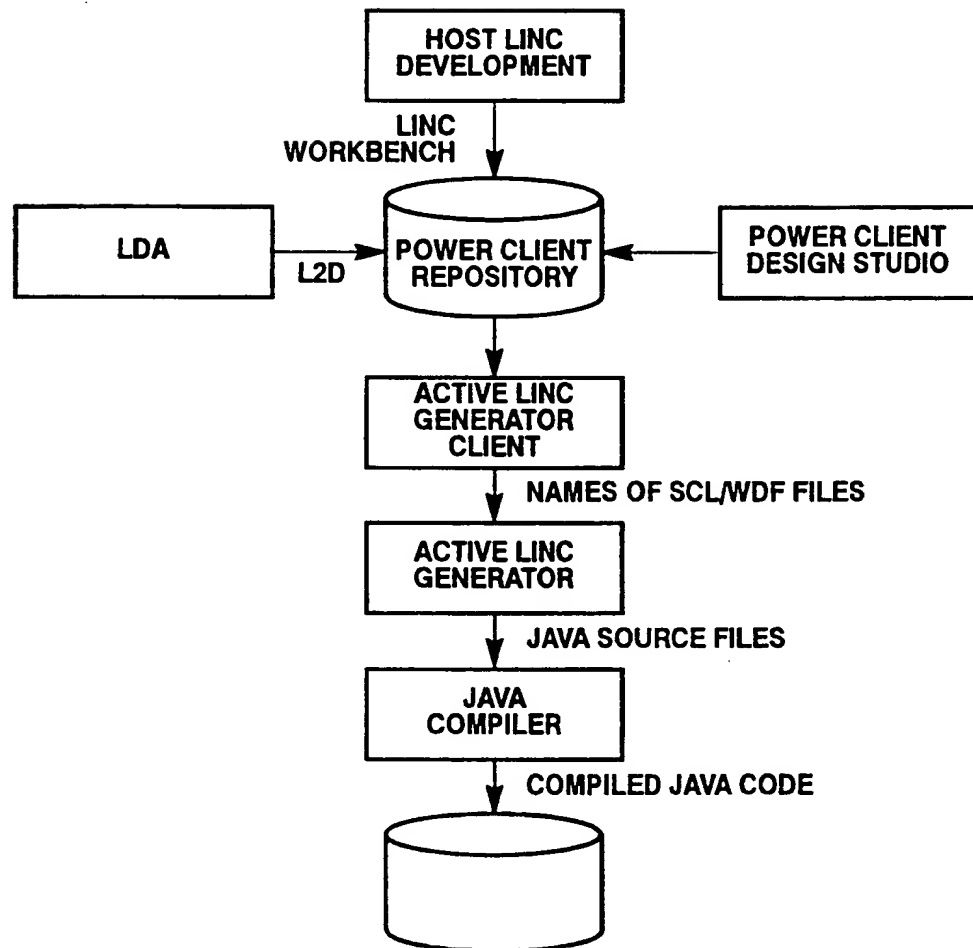 HOST LINC
DEVELOPMENT
LINC
WORKBENCH
LDA
L2D
POWER CLIENT
REPOSITORY
POWER CLIENT
DESIGN STUDIO
ACTIVE LINC
GENERATOR
CLIENT
NAMES OF SCL/WDF FILES
ACTIVE LINC
GENERATOR
JAVA SOURCE FILES
JAVA
COMPILER
COMPILED JAVA CODE